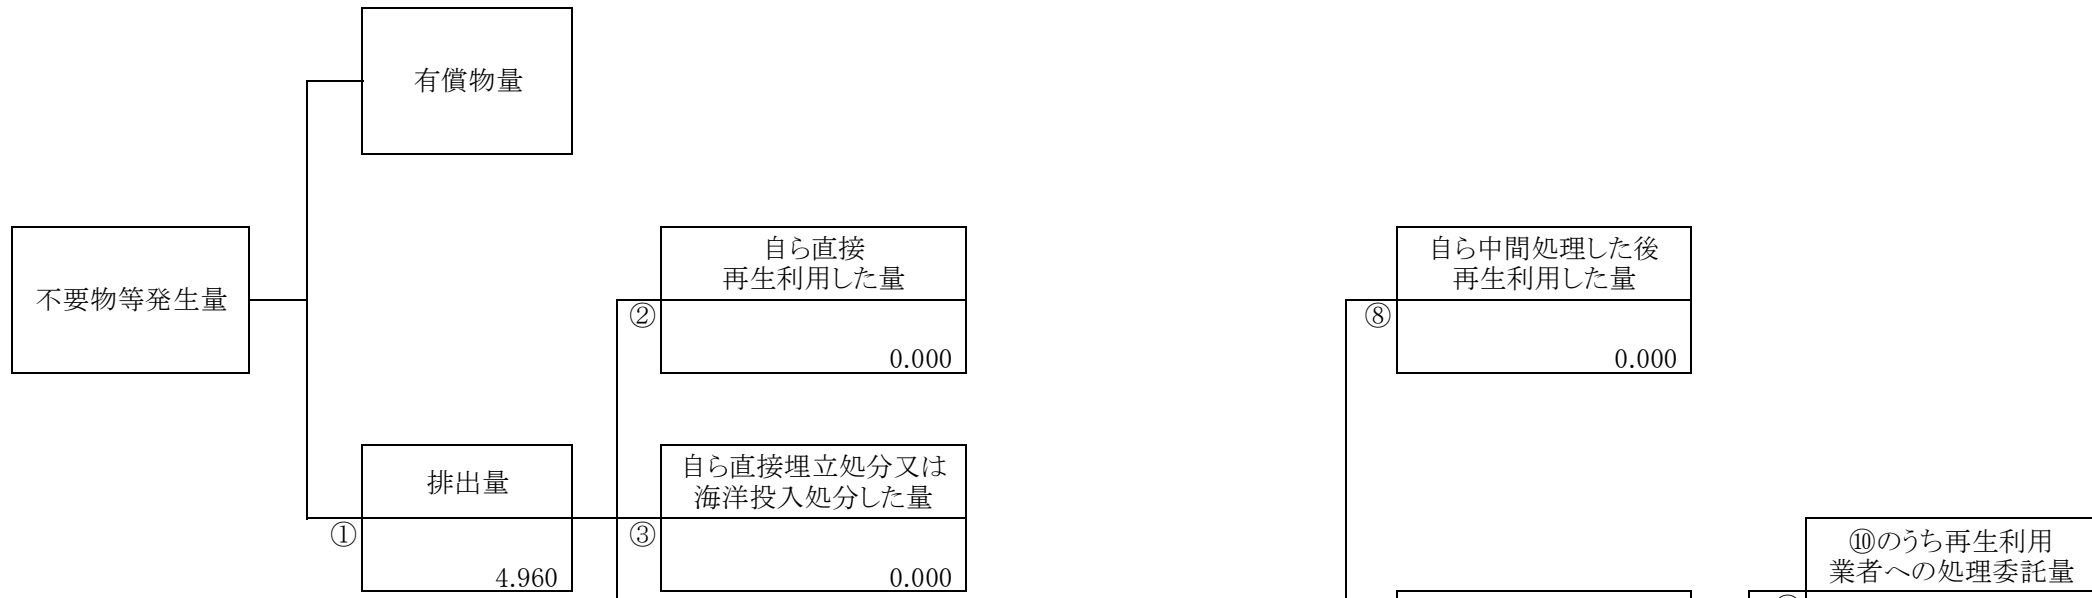 有償物量
不要物等発生量
自ら直接
再生利用した量
②
0.000
自ら中間処理した後
再生利用した量
⑧
0.000
排出量
①
4.960
自ら直接埋立処分又は
海洋投入処分した量
③
0.000
⑩のうち再生利用
業者への処理委託量